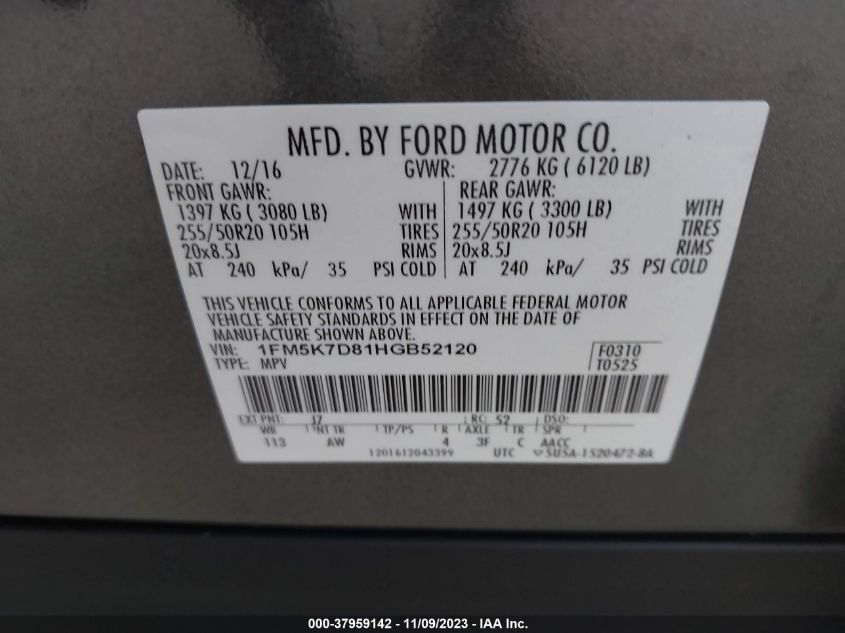 MFD. BY FORD MOTOR CO.
DATE: 12/16 GVWR: 2776 KG ( 6120 LB)
FRONT GAWR: REAR GAWR:
1397 KG ( 3080 LB) WITH 1497 KG ( 3300 LB) WITH
255/50R20 105H TIRES 255/50R20 105H TIRES
20x8.5J RIMS 20x8.5J RIMS
AT 240 kPa/ 35 PSI COLD AT 240 kPa/ 35 PSI COLD
THIS VEHICLE CONFORMS TO ALL APPLICABLE FEDERAL MOTOR
VEHICLE SAFETY STANDARDS IN EFFECT ON THE DATE OF
MANUFACTURE SHOWN ABOVE.
VIN: 1FM5K7D81HGB52120 F0310
TYPE: MPV T0525
EXT PNT: J7 RC: 52 DSO:
WB INT TR TP/PS R AXLE TR SPR
113 AW 4 3F C AACC
1201612043399 UTC ▽5U5A-1520472-BA
000-37959142 - 11/09/2023 - IAA Inc.